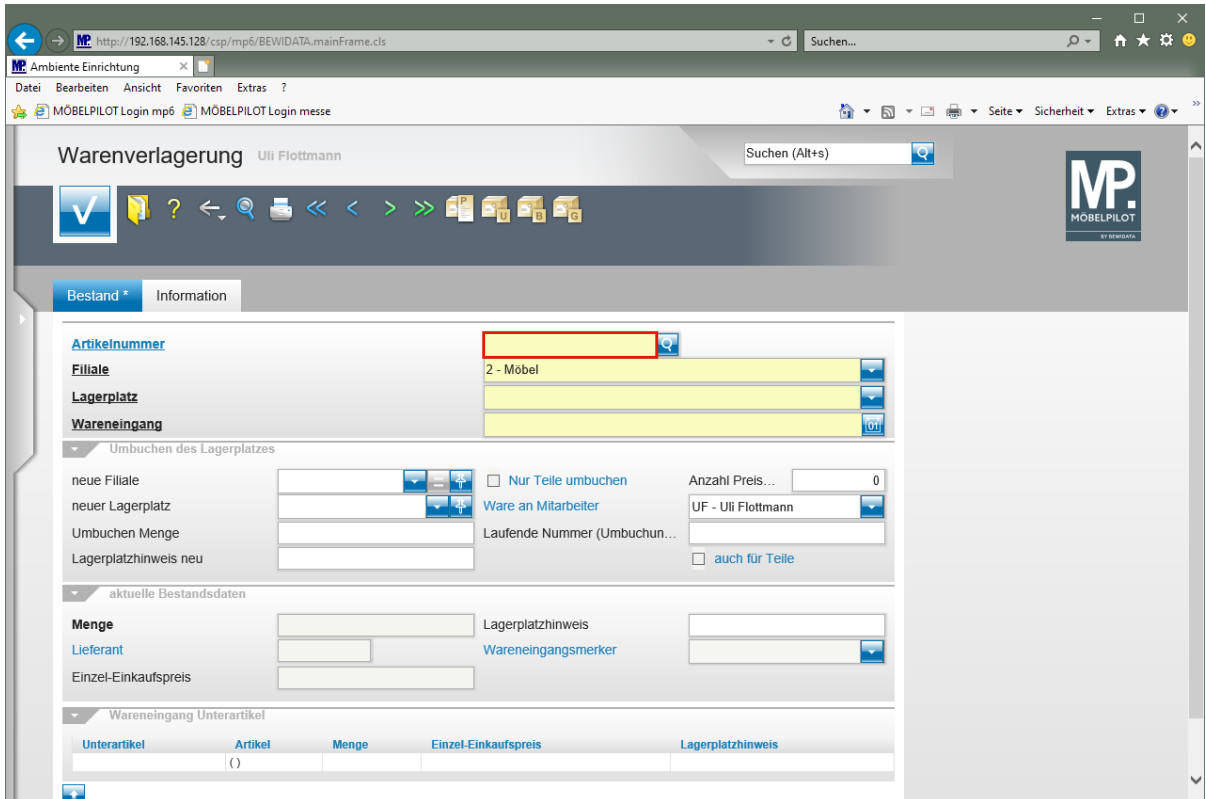 http://192.168.145.128/csp/mp6/BEWIDATA.mainFrame.cls
Suchen...
MP. Ambiente Einrichtung
Datei Bearbeiten Ansicht Favoriten Extras ?
MÖBELPILOT Login mp6 MÖBELPILOT Login messe
Seite Sicherheit Extras
Warenverlagerung Uli Flottmann
Suchen (Alt+s)
MP.
MÖBELPILOT
BY BEWIDATA
P
U
B
G
Bestand *
Information
Artikelnummer
Filiale
2 - Möbel
Lagerplatz
Wareneingang
01
Umbuchen des Lagerplatzes
neue Filiale
Nur Teile umbuchen
Anzahl Preis...
0
neuer Lagerplatz
Ware an Mitarbeiter
UF - Uli Flottmann
Umbuchen Menge
Laufende Nummer (Umbuchun...
Lagerplatzhinweis neu
auch für Teile
aktuelle Bestandsdaten
Menge
Lagerplatzhinweis
Lieferant
Wareneingangsmerker
Einzel-Einkaufspreis
Wareneingang Unterartikel
Unterartikel Artikel Menge Einzel-Einkaufspreis Lagerplatzhinweis
( )